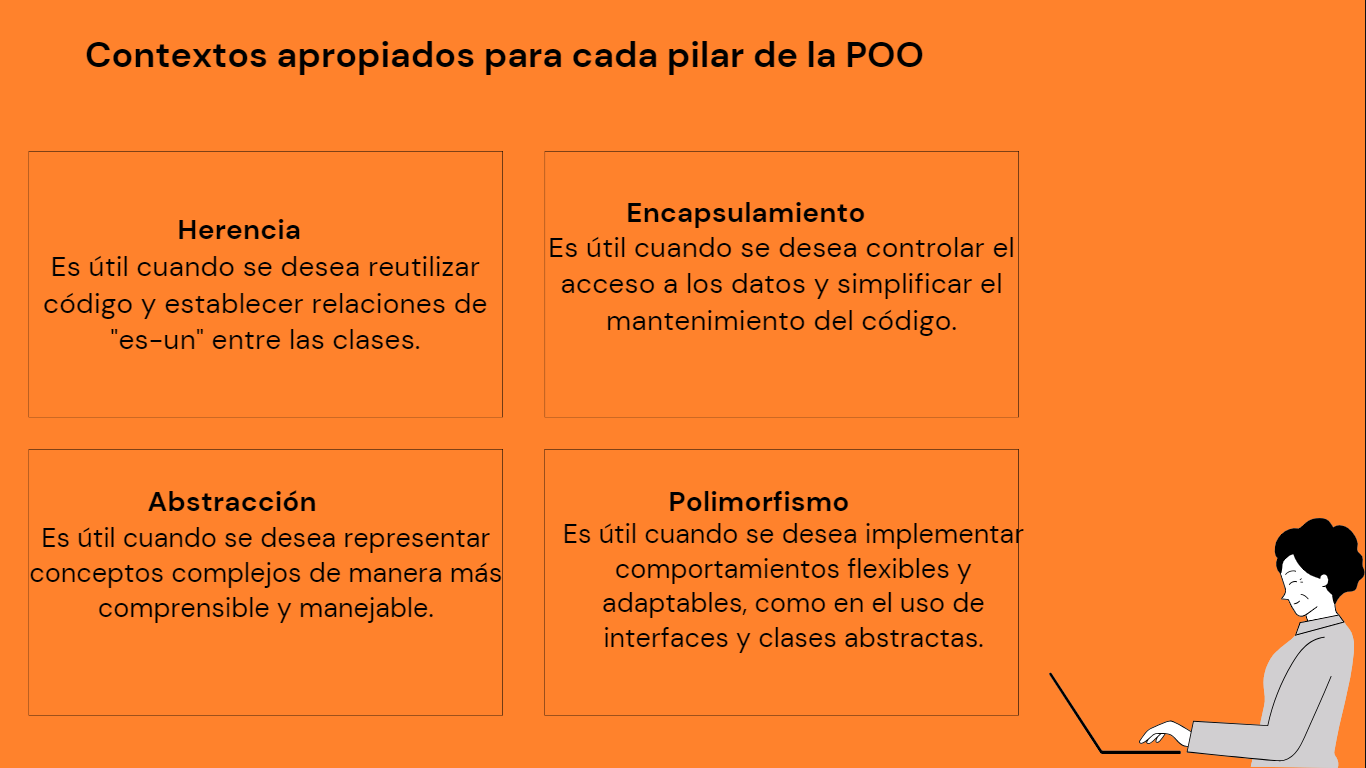 Contextos apropiados para cada pilar de la POO
Herencia
Es útil cuando se desea reutilizar
código y establecer relaciones de
"es-un" entre las clases.
Encapsulamiento
Es útil cuando se desea controlar el
acceso a los datos y simplificar el
mantenimiento del código.
Abstracción
Es útil cuando se desea representar
conceptos complejos de manera más
comprensible y manejable.
Polimorfismo
Es útil cuando se desea implementar
comportamientos flexibles y
adaptables, como en el uso de
interfaces y clases abstractas.